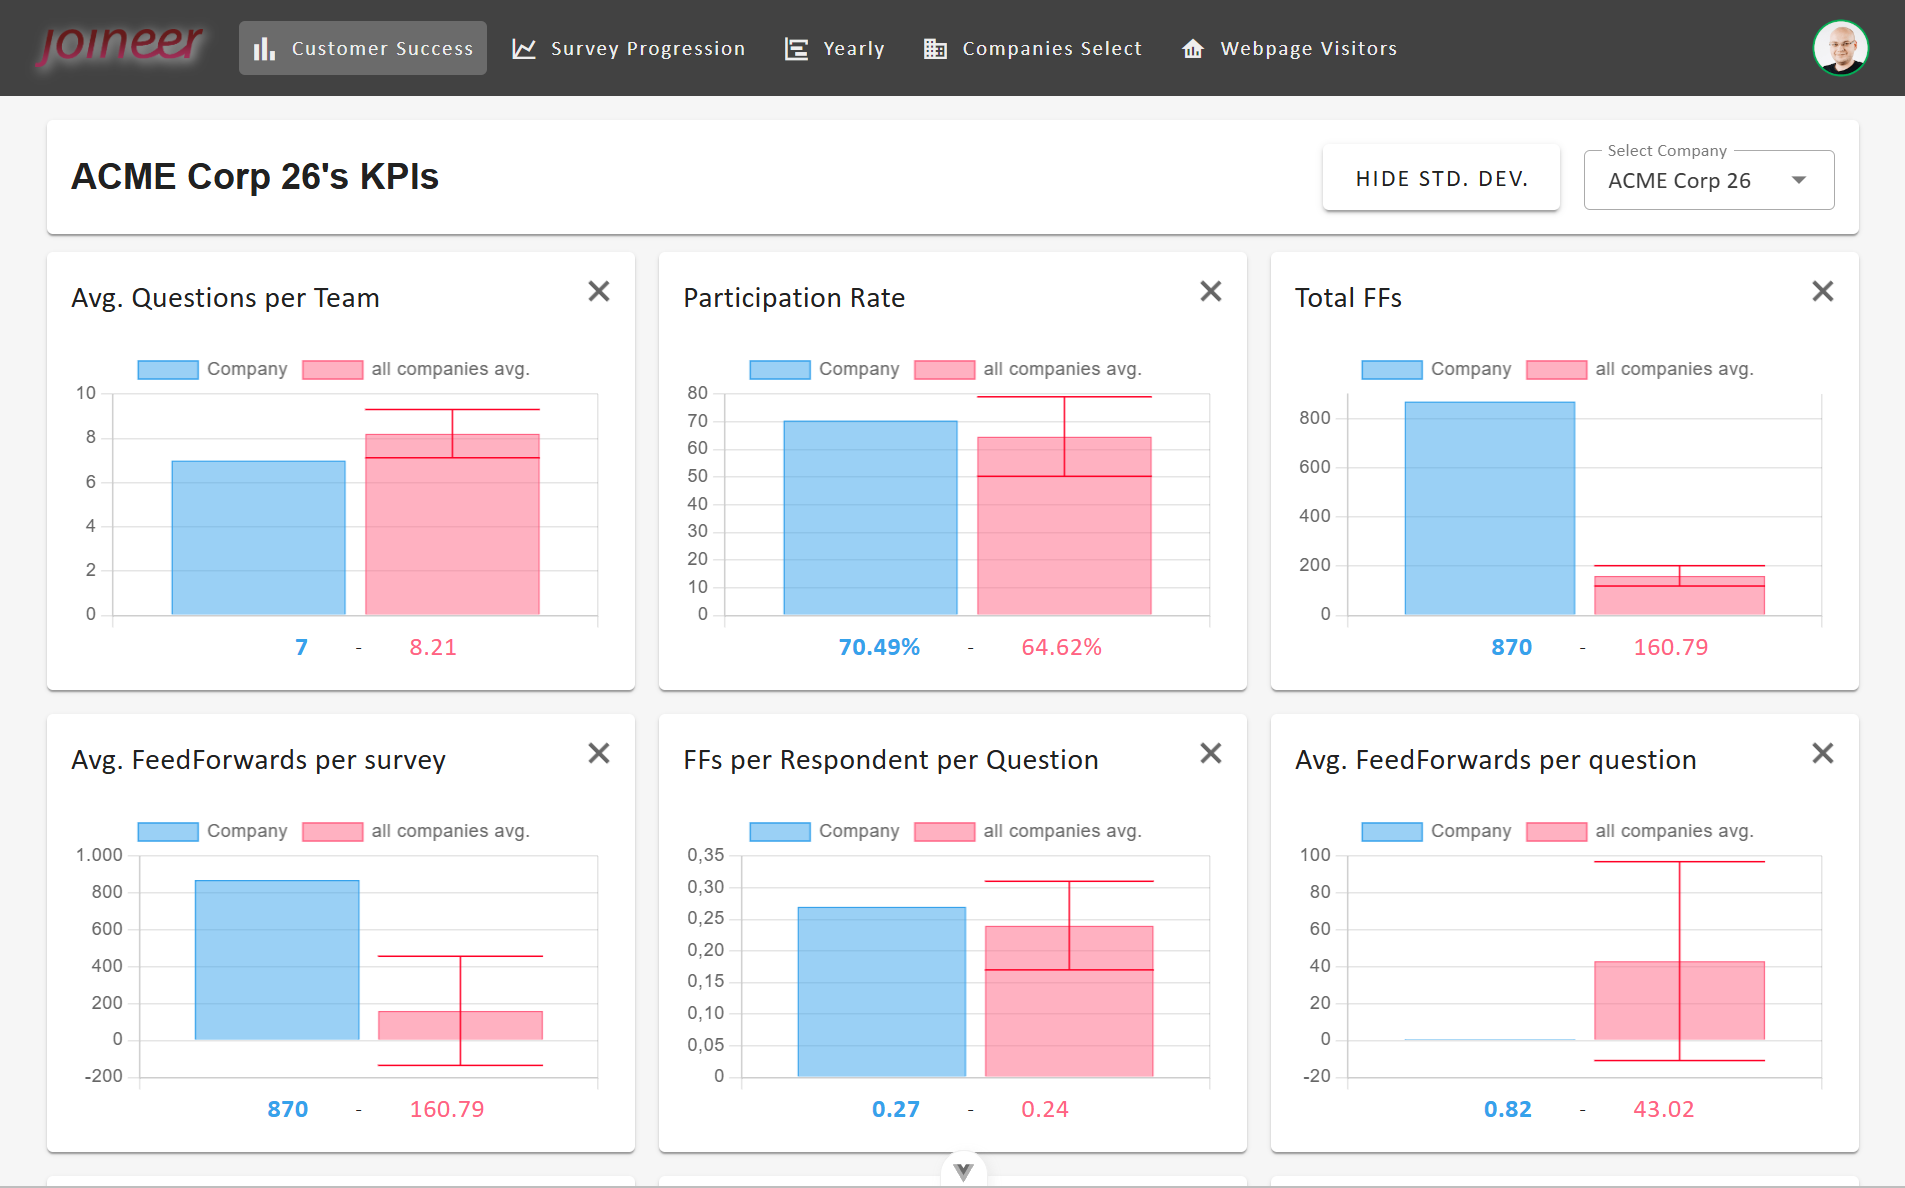 joineer
Customer Success
Survey Progression
Yearly
Companies Select
Webpage Visitors
ACME Corp 26's KPIs
HIDE STD. DEV.
Select Company
ACME Corp 26
Avg. Questions per Team
Company
all companies avg.
10
8
6
4
2
0
7 - 8.21
Participation Rate
Company
all companies avg.
80
70
60
50
40
30
20
10
0
70.49% - 64.62%
Total FFs
Company
all companies avg.
800
600
400
200
0
870 - 160.79
Avg. FeedForwards per survey
Company
all companies avg.
1.000
800
600
400
200
0
-200
870 - 160.79
FFs per Respondent per Question
Company
all companies avg.
0,35
0,30
0,25
0,20
0,15
0,10
0,05
0
0.27 - 0.24
Avg. FeedForwards per question
Company
all companies avg.
100
80
60
40
20
0
-20
0.82 - 43.02